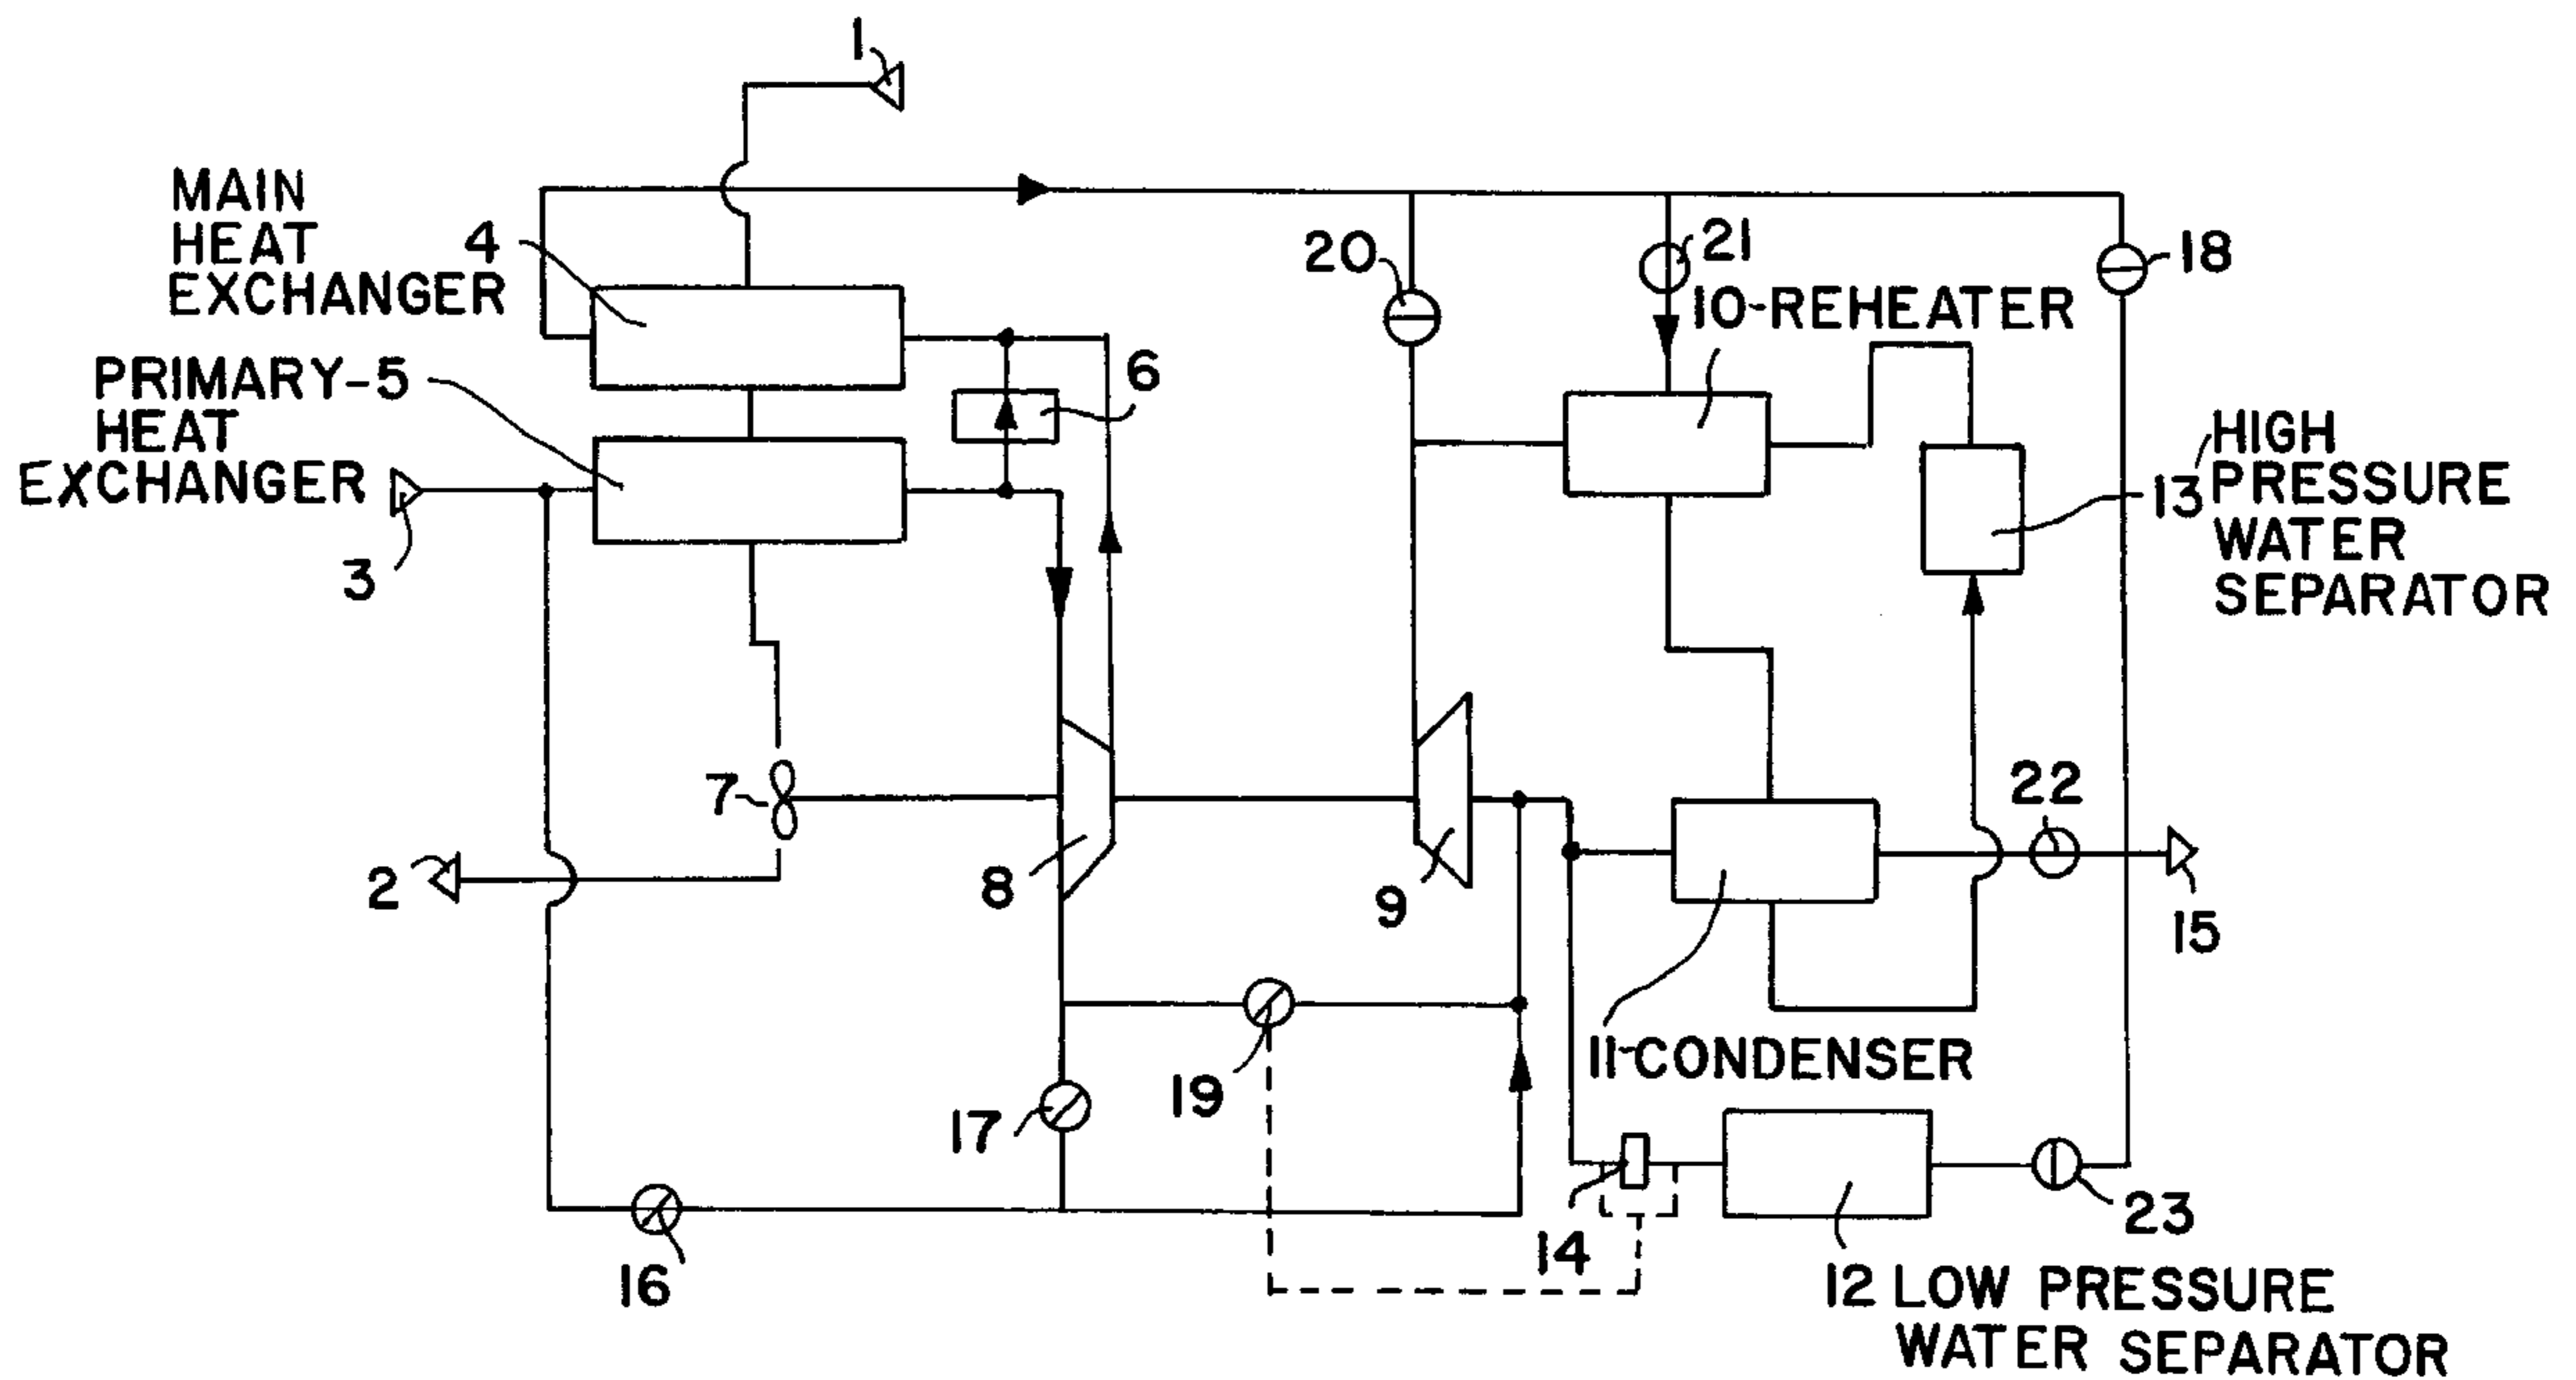 1
MAIN
HEAT
EXCHANGER
4
PRIMARY-5
HEAT
EXCHANGER
3
6
20
21
18
10-REHEATER
HIGH
13 PRESSURE
WATER
SEPARATOR
7
2
8
9
22
15
11-CONDENSER
19
17
16
14
23
12 LOW PRESSURE
WATER SEPARATOR